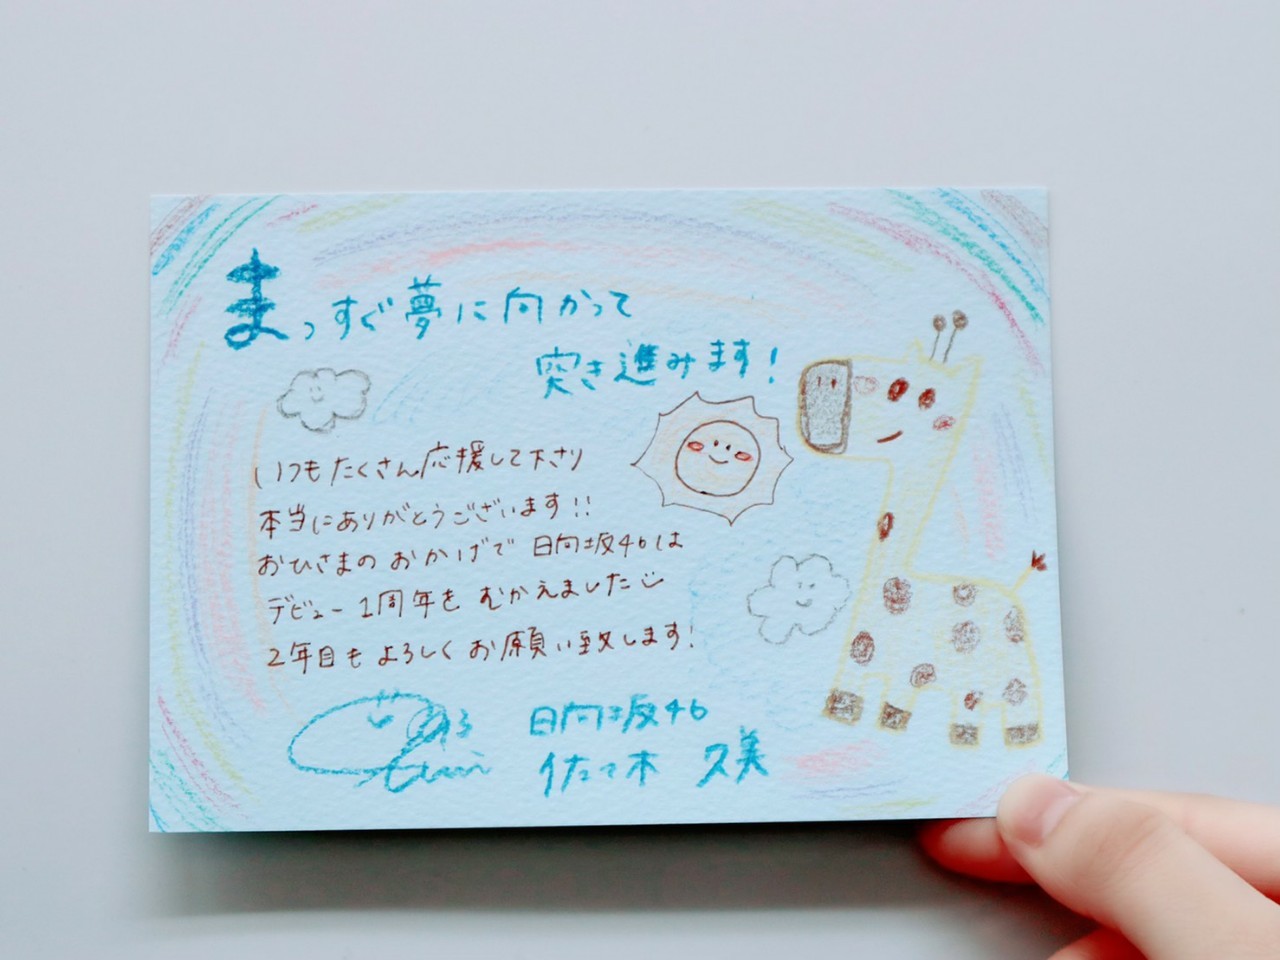 まっすぐ夢に向かって
突き進みます!
いつもたくさん応援して下さり
本当にありがとうございます!!
おひさまのおかげで 日向坂46は
デビュー1周年をむかえました
2年目もよろしくお願い致します!
日向坂46
佐々木 久美